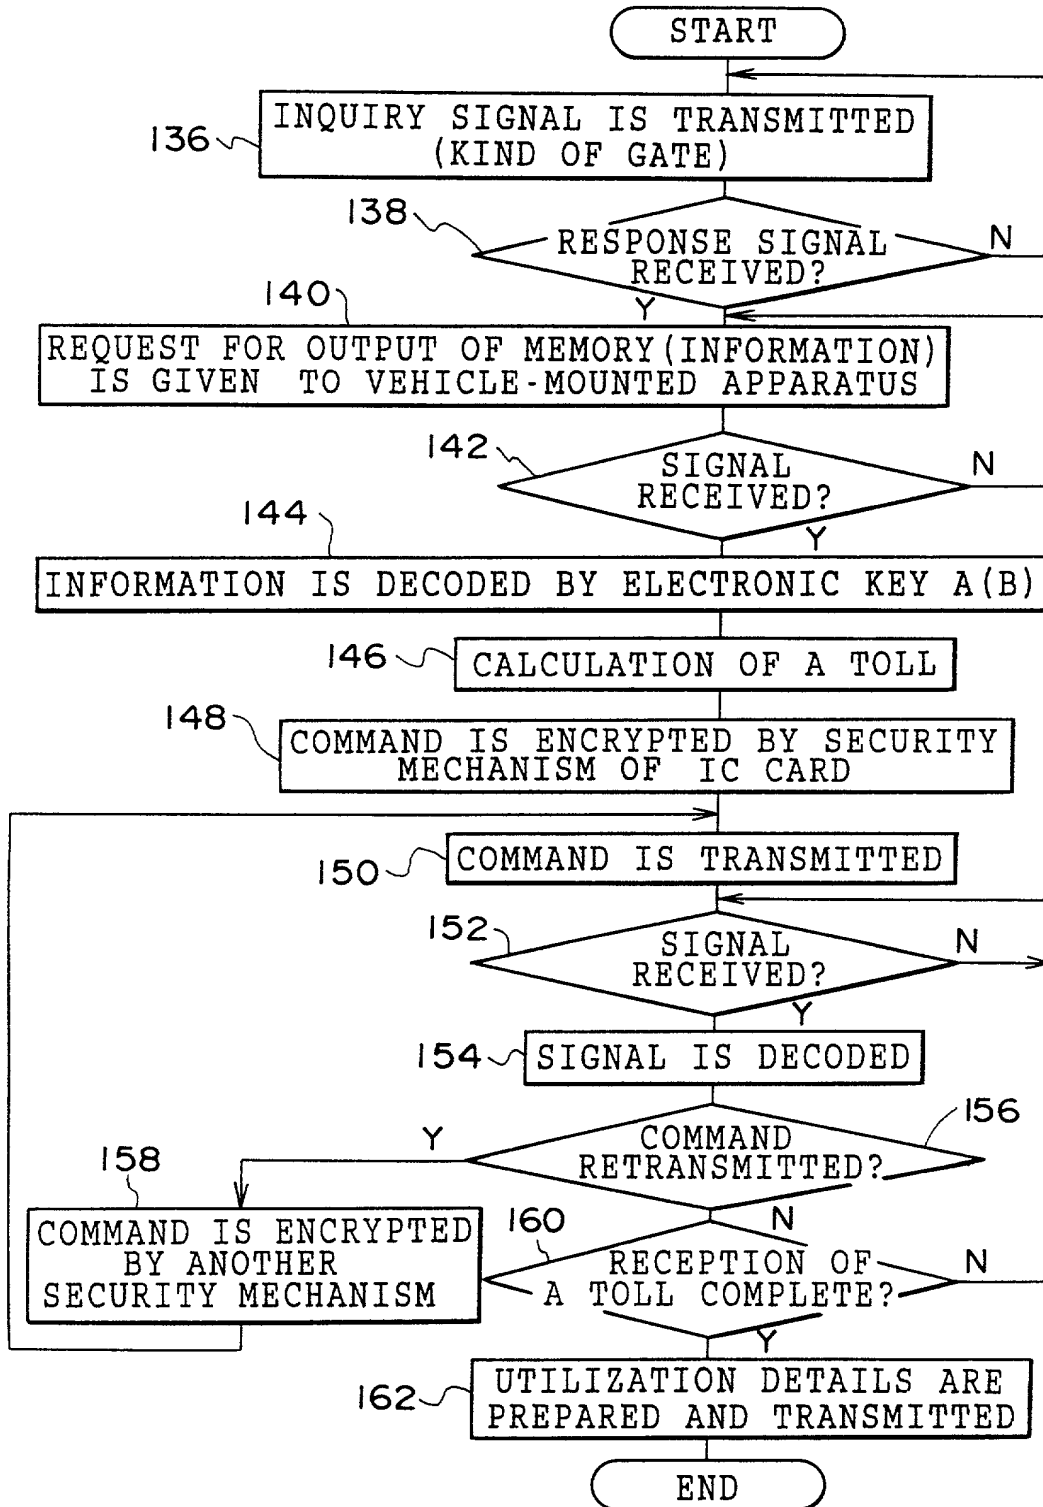 START
INQUIRY SIGNAL IS TRANSMITTED
(KIND OF GATE)
136
138
RESPONSE SIGNAL
RECEIVED?
N
Y
140
REQUEST FOR OUTPUT OF MEMORY (INFORMATION)
IS GIVEN TO VEHICLE-MOUNTED APPARATUS
142
SIGNAL
RECEIVED?
N
Y
144
INFORMATION IS DECODED BY ELECTRONIC KEY A(B)
146
CALCULATION OF A TOLL
148
COMMAND IS ENCRYPTED BY SECURITY
MECHANISM OF IC CARD
150
COMMAND IS TRANSMITTED
152
SIGNAL
RECEIVED?
N
Y
154
SIGNAL IS DECODED
156
COMMAND
RETRANSMITTED?
Y
N
158
COMMAND IS ENCRYPTED
BY ANOTHER
SECURITY MECHANISM
160
RECEPTION OF
A TOLL COMPLETE?
N
Y
162
UTILIZATION DETAILS ARE
PREPARED AND TRANSMITTED
END